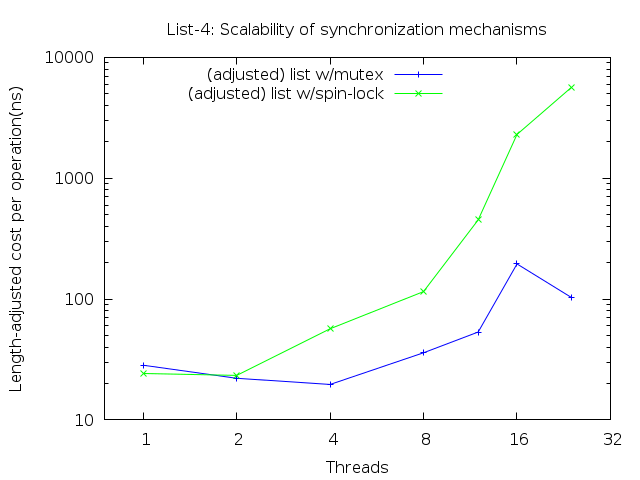 List-4: Scalability of synchronization mechanisms
10000
(adjusted) list w/mutex
(adjusted) list w/spin-lock
1000
100
10
Length-adjusted cost per operation(ns)
1 2 4 8 16 32
Threads